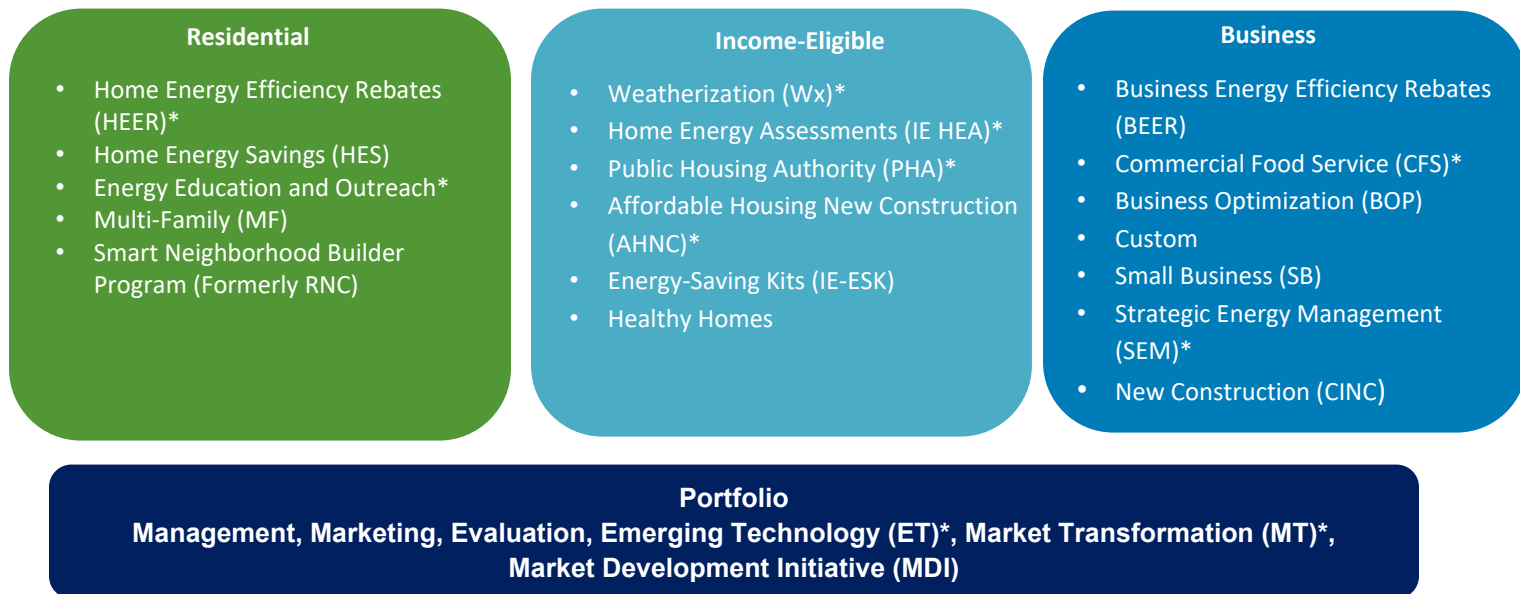 Residential
• Home Energy Efficiency Rebates
(HEER)*
• Home Energy Savings (HES)
• Energy Education and Outreach*
• Multi-Family (MF)
• Smart Neighborhood Builder
Program (Formerly RNC)
Income-Eligible
• Weatherization (Wx)*
• Home Energy Assessments (IE HEA)*
• Public Housing Authority (PHA)*
• Affordable Housing New Construction
(AHNC)*
• Energy-Saving Kits (IE-ESK)
• Healthy Homes
Business
• Business Energy Efficiency Rebates
(BEER)
• Commercial Food Service (CFS)*
• Business Optimization (BOP)
• Custom
• Small Business (SB)
• Strategic Energy Management
(SEM)*
• New Construction (CINC)
Portfolio
Management, Marketing, Evaluation, Emerging Technology (ET)*, Market Transformation (MT)*,
Market Development Initiative (MDI)